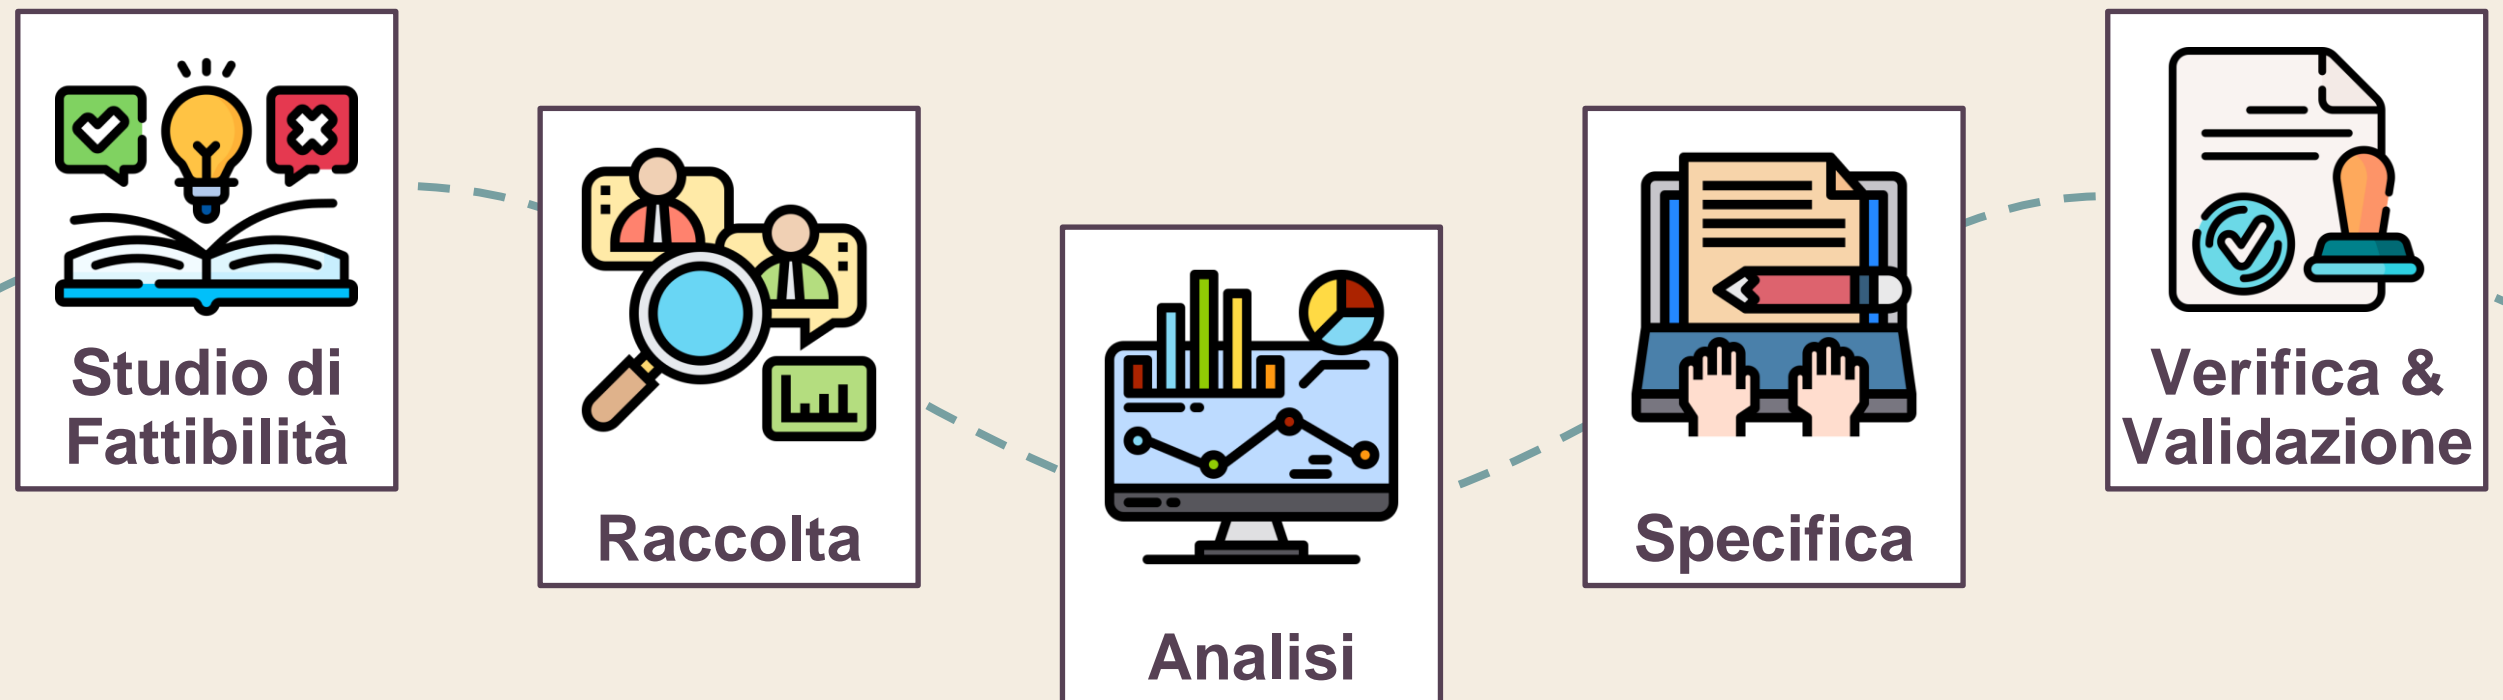 Studio di
Fattibilità
Raccolta
Analisi
Specifica
Verifica &
Validazione